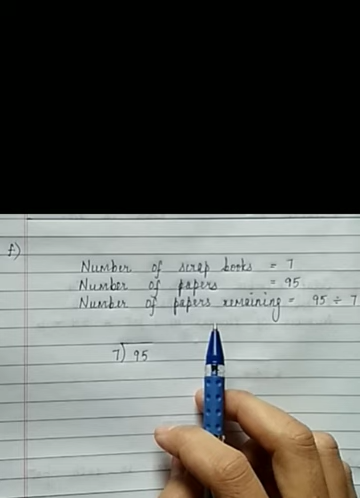 f)
Number of scrap books = 7
Number of papers = 95
Number of papers remaining = 95 ÷ 7
7) 95